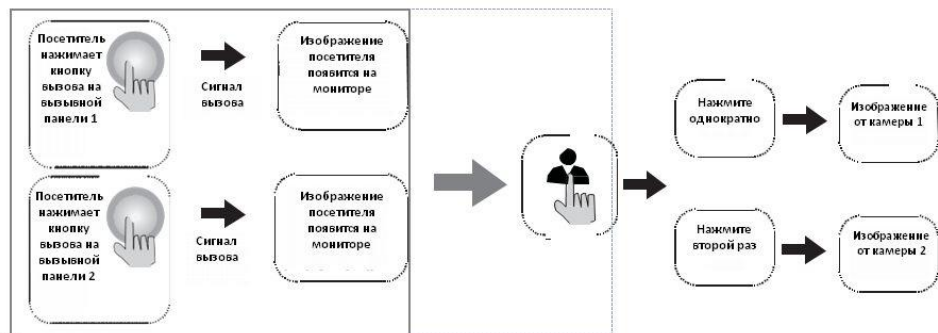 Посетитель
нажимает
кнопку
вызова на
вызывной
панели 1
Сигнал
вызова
Изображение
посетителя
появится на
мониторе
Посетитель
нажимает
кнопку
вызова на
вызывной
панели 2
Сигнал
вызова
Изображение
посетителя
появится на
мониторе
Нажмите
однократно
Изображение
от камеры 1
Нажмите
второй раз
Изображение
от камеры 2